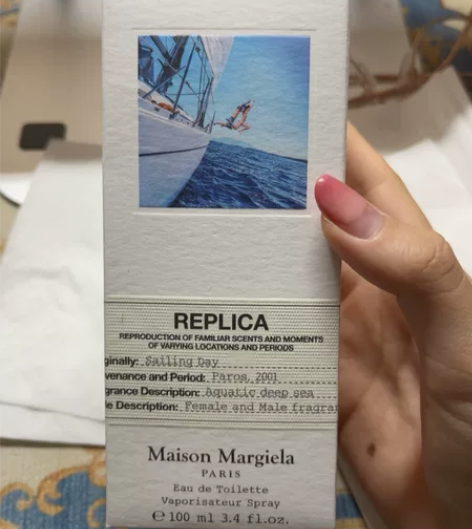 REPLICA
REPRODUCTION OF FAMILIAR SCENTS AND MOMENTS
OF VARYING LOCATIONS AND PERIODS
ginally: Sailing Day
venance and Period: Paros, 2001
grance Description: Aquatic deep sea
e Description: Female and Male fragran
Maison Margiela
PARIS
Eau de Toilette
Vaporisateur Spray
℮ 100 ml 3.4 fl.oz.